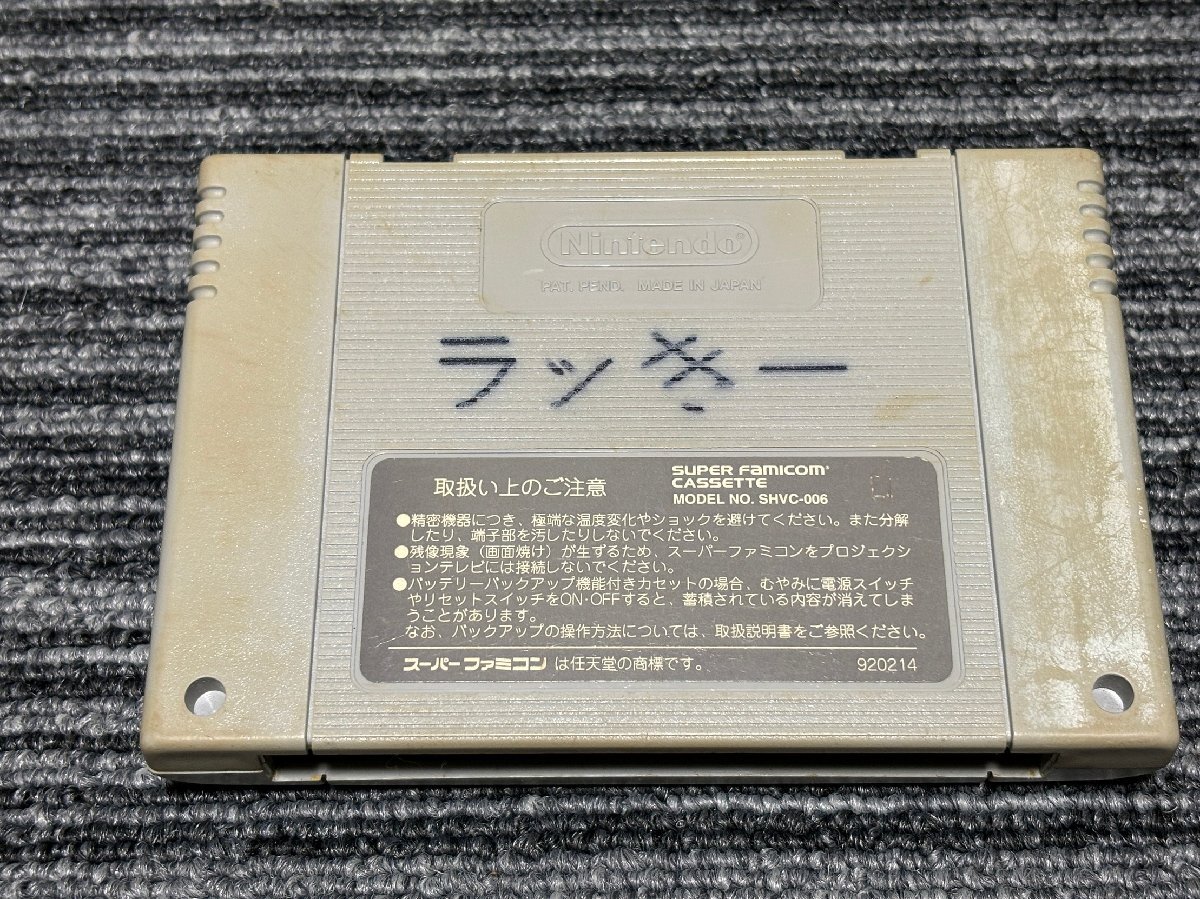 Nintendo®
PAT. PEND. MADE IN JAPAN
ラッキー
取扱い上のご注意
SUPER FAMICOM®
CASSETTE
MODEL NO. SHVC-006
●精密機器につき、極端な温度変化やショックを避けてください。また分解
したり、端子部を汚したりしないでください。
●残像現象（画面焼け）が生ずるため、スーパーファミコンをプロジェクシ
ョンテレビには接続しないでください。
●バッテリーバックアップ機能付きカセットの場合、むやみに電源スイッチ
やリセットスイッチをON・OFFすると、蓄積されている内容が消えてしま
うことがあります。
なお、バックアップの操作方法については、取扱説明書をご参照ください。
スーパーファミコン は任天堂の商標です。
920214